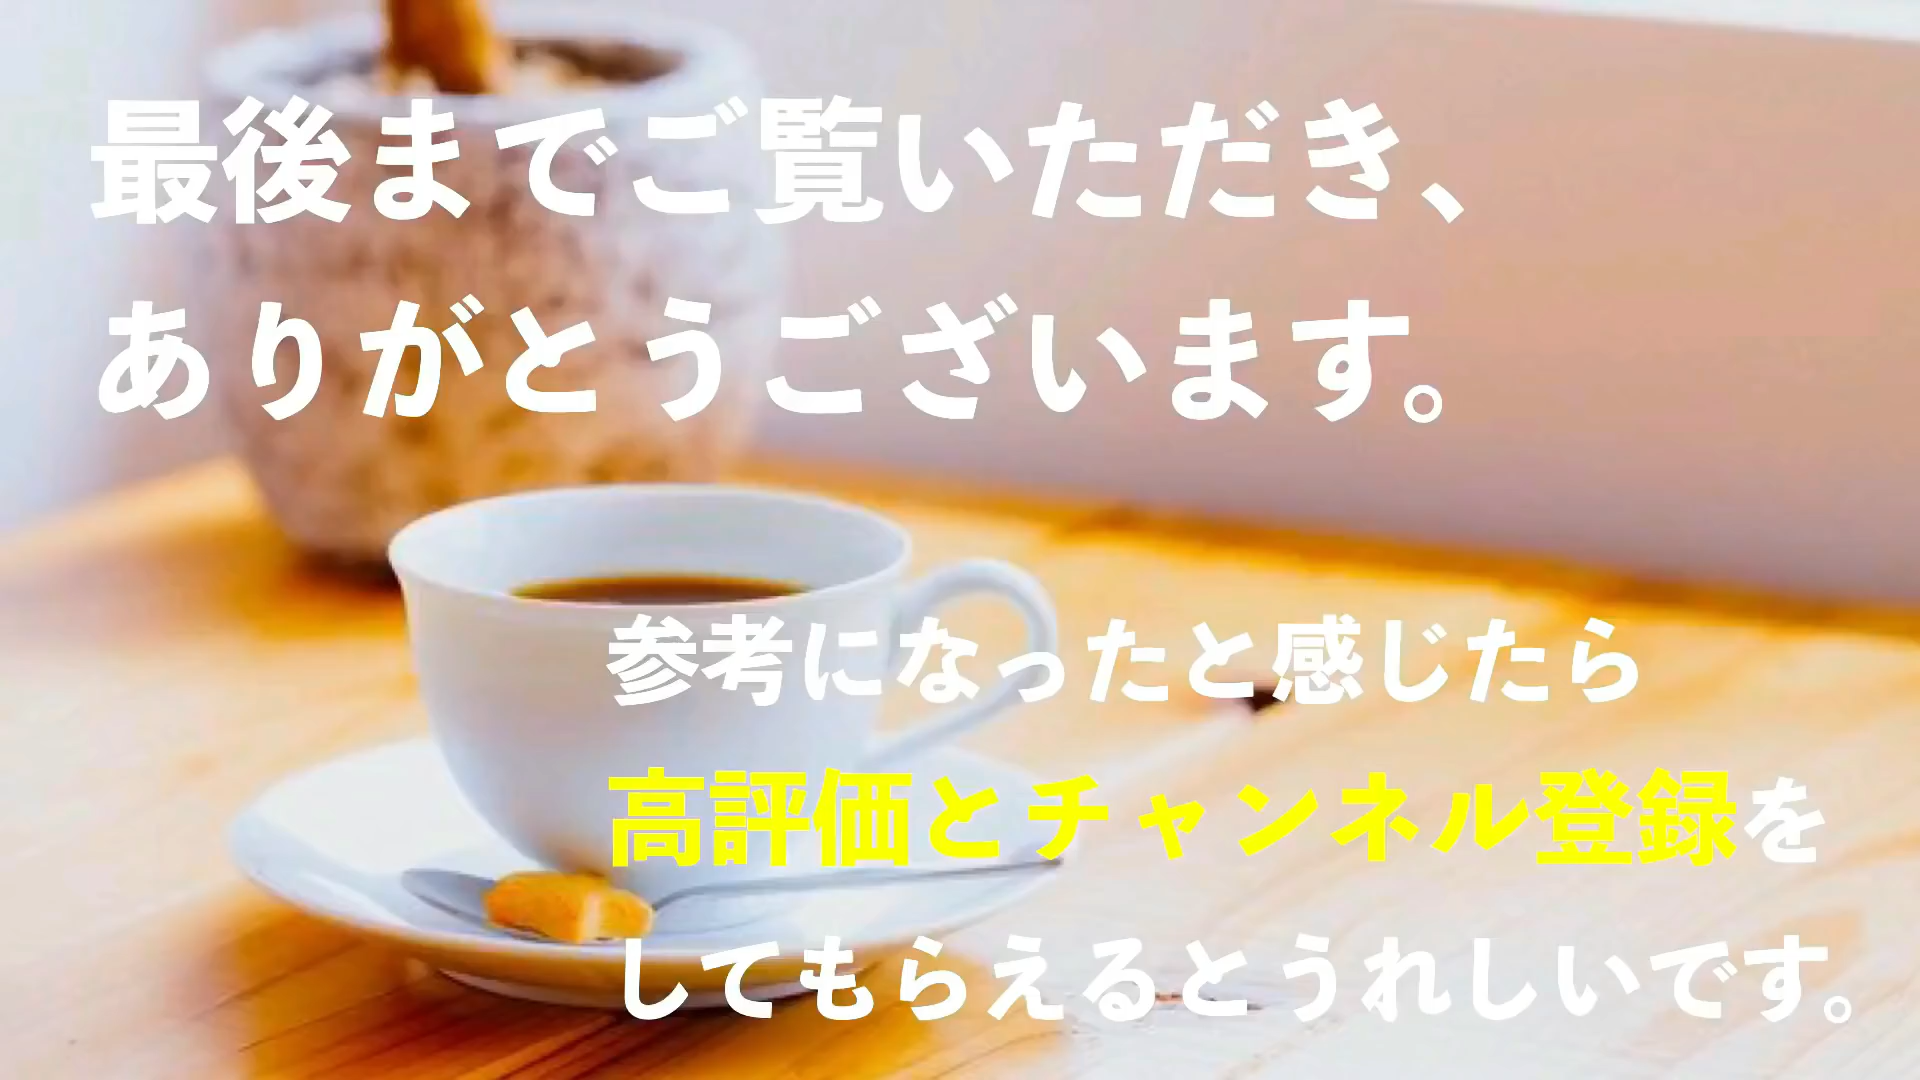 最後までご覧いただき、
ありがとうございます。
参考になったと感じたら
高評価とチャンネル登録を
してもらえるとうれしいです。